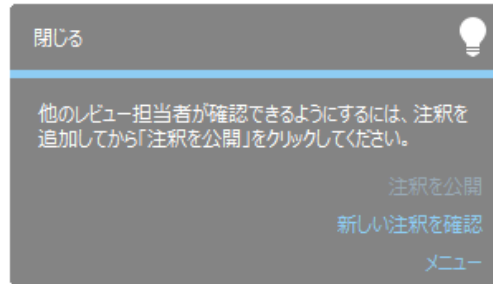 閉じる
他のレビュー担当者が確認できるようにするには、注釈を
追加してから「注釈を公開」をクリックしてください。
注釈を公開
新しい注釈を確認
メニュー